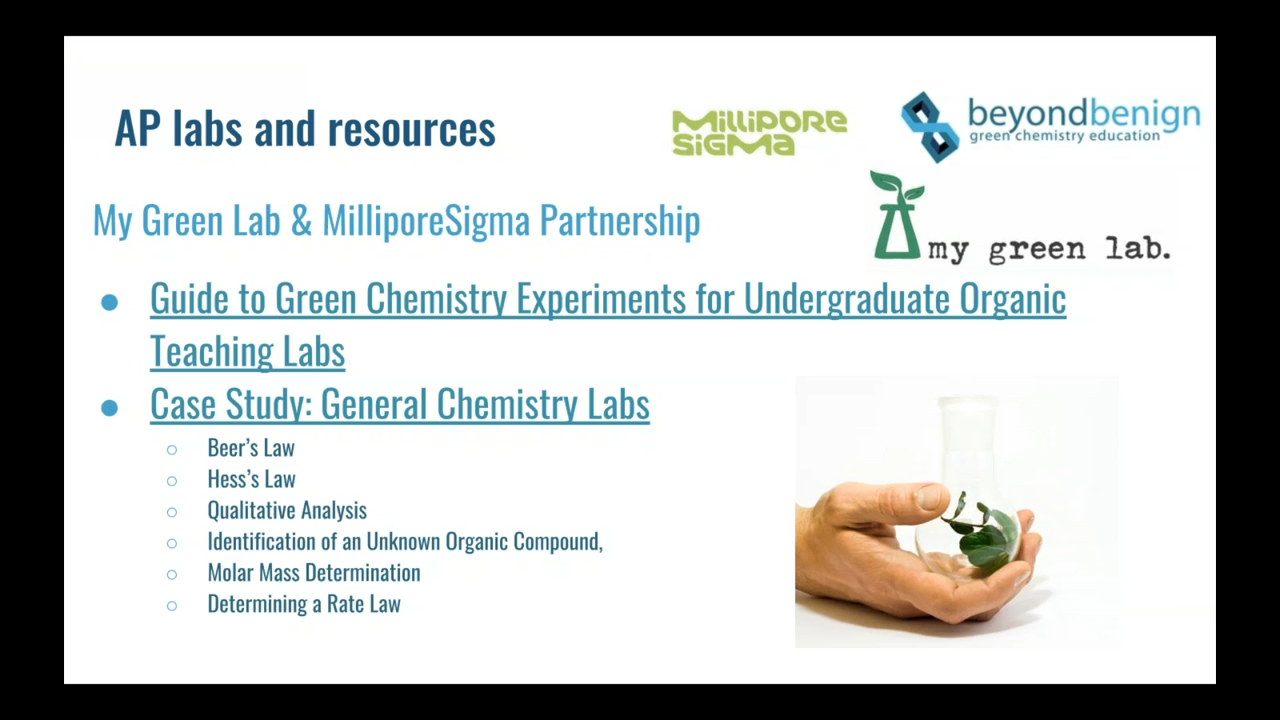 AP labs and resources
MilliPORe
SiGMa
beyondbenign
green chemistry education
my green lab.
My Green Lab & MilliporeSigma Partnership
● Guide to Green Chemistry Experiments for Undergraduate Organic
Teaching Labs
● Case Study: General Chemistry Labs
○ Beer’s Law
○ Hess’s Law
○ Qualitative Analysis
○ Identification of an Unknown Organic Compound,
○ Molar Mass Determination
○ Determining a Rate Law